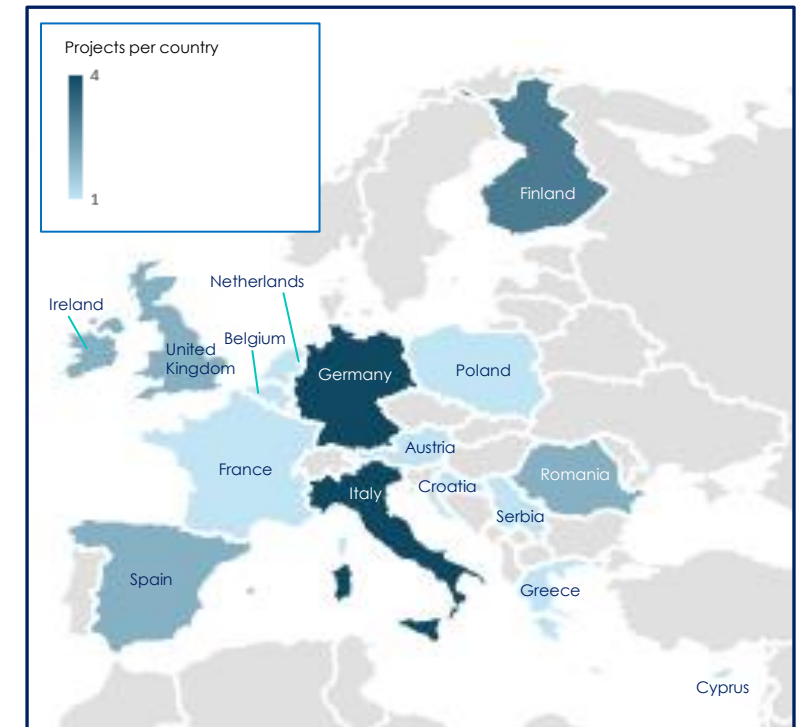 Projects per country
4
1
Finland
Netherlands
Ireland
Belgium
United
Kingdom
Germany
Poland
Austria
France
Croatia
Romania
Italy
Serbia
Spain
Greece
Cyprus